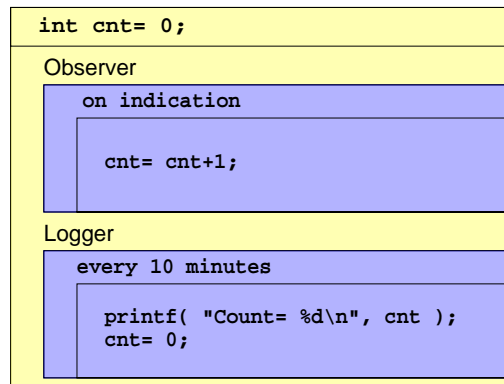 int cnt= 0;
Observer
on indication
cnt= cnt+1;
Logger
every 10 minutes
printf( "Count= %d\n", cnt );
cnt= 0;